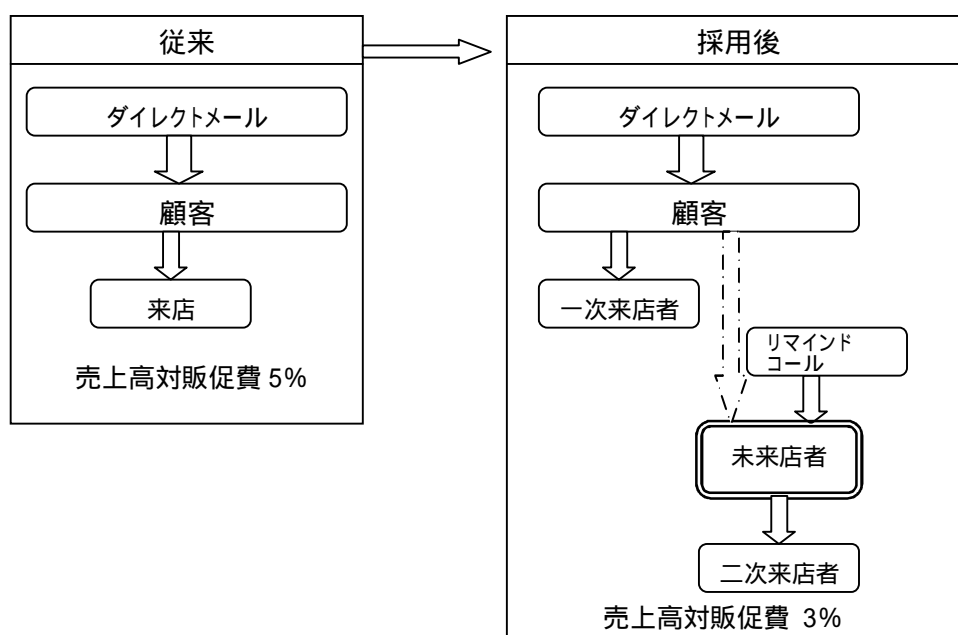 従来
ダイレクトメール
顧客
来店
売上高対販促費 5%
採用後
ダイレクトメール
顧客
一次来店者
リマインド
コール
未来店者
二次来店者
売上高対販促費 3%